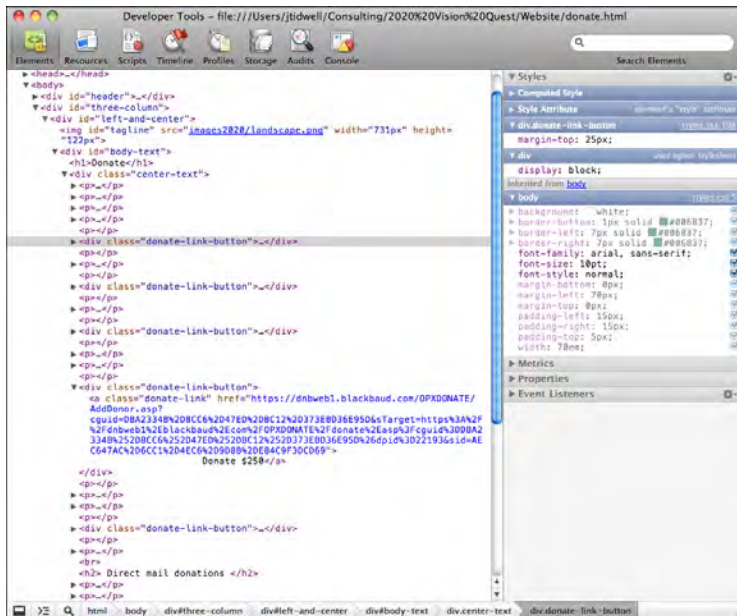 Developer Tools – file:///Users/jtidwell/Consulting/2020%20Vision%20Quest/Website/donate.html
Elements Resources Scripts Timeline Profiles Storage Audits Console
Search Elements
▶<head>…</head>
▼<body>
▶<div id="header">…</div>
▼<div id="three-column">
▼<div id="left-and-center">
<img id="tagline" src="images2020/landscape.png" width="731px" height=
"122px">
▼<div id="body-text">
<h1>Donate</h1>
▼<div class="center-text">
▶<p>…</p>
▶<p>…</p>
▶<p>…</p>
▶<p>…</p>
<p></p>
▶<div class="donate-link-button">…</div>
<p></p>
▶<p>…</p>
<p></p>
▶<div class="donate-link-button">…</div>
<p></p>
▶<p>…</p>
<p></p>
▶<div class="donate-link-button">…</div>
<p></p>
▶<p>…</p>
▶<p>…</p>
<p></p>
▼<div class="donate-link-button">
<a class="donate-link" href="https://dnbweb1.blackbaud.com/OPXDONATE/
AddDonor.asp?
Donate $250</a>
</div>
<p></p>
▶<p>…</p>
▶<p>…</p>
<p></p>
▶<div class="donate-link-button">…</div>
▶<p>…</p>
<br>
<h2> Direct mail donations </h2>
▶<p>…</p>
▶<p>…</p>
html body div#three-column div#left-and-center div#body-text div.center-text div.donate-link-button
▼ Styles
▶ Computed Style
▶ Style Attribute element's "style" attribute
▼ div.donate-link-button
margin-top: 25px;
▼ div user agent stylesheet
display: block;
Inherited from body
▼ body
▶ background: white;
▶ border-bottom: 1px solid #006837;
▶ border-left: 7px solid #006837;
▶ border-right: 7px solid #006837;
font-family: arial, sans-serif;
font-size: 10pt;
font-style: normal;
margin-bottom: 0px;
margin-left: 70px;
margin-top: 0px;
padding-left: 15px;
padding-right: 15px;
padding-top: 5px;
width: 70em;
▶ Metrics
▶ Properties
▶ Event Listeners